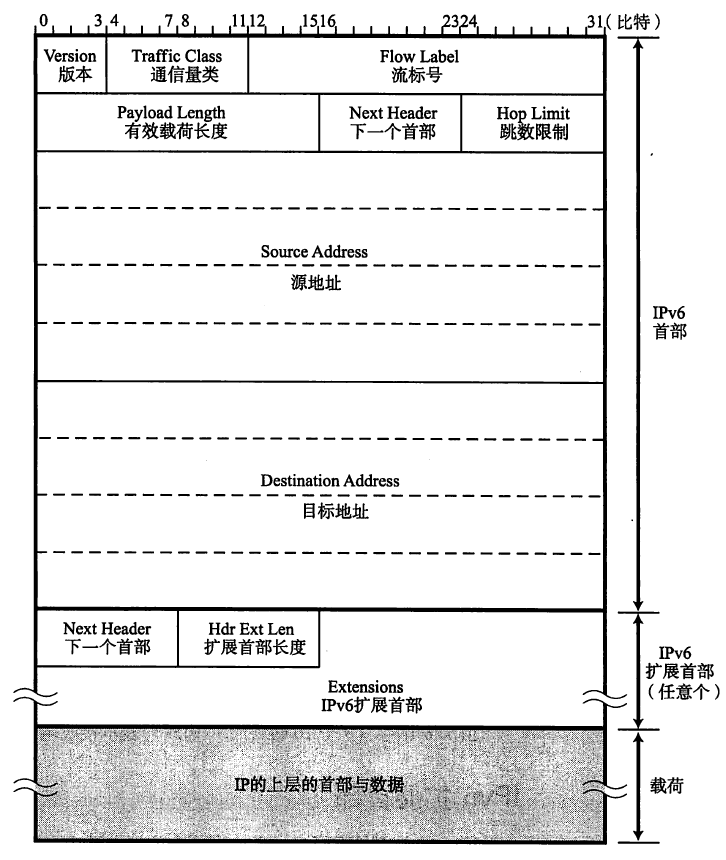 0 3 4 7 8 11 12 15 16 23 24 31(比特)
Version Traffic Class Flow Label
版本 通信量类 流标号
Payload Length Next Header Hop Limit
有效载荷长度 下一个首部 跳数限制
Source Address
源地址
IPv6
首部
Destination Address
目标地址
Next Header Hdr Ext Len
下一个首部 扩展首部长度
Extensions
IPv6扩展首部
IPv6
扩展首部
(任意个)
IP的上层的首部与数据
载荷